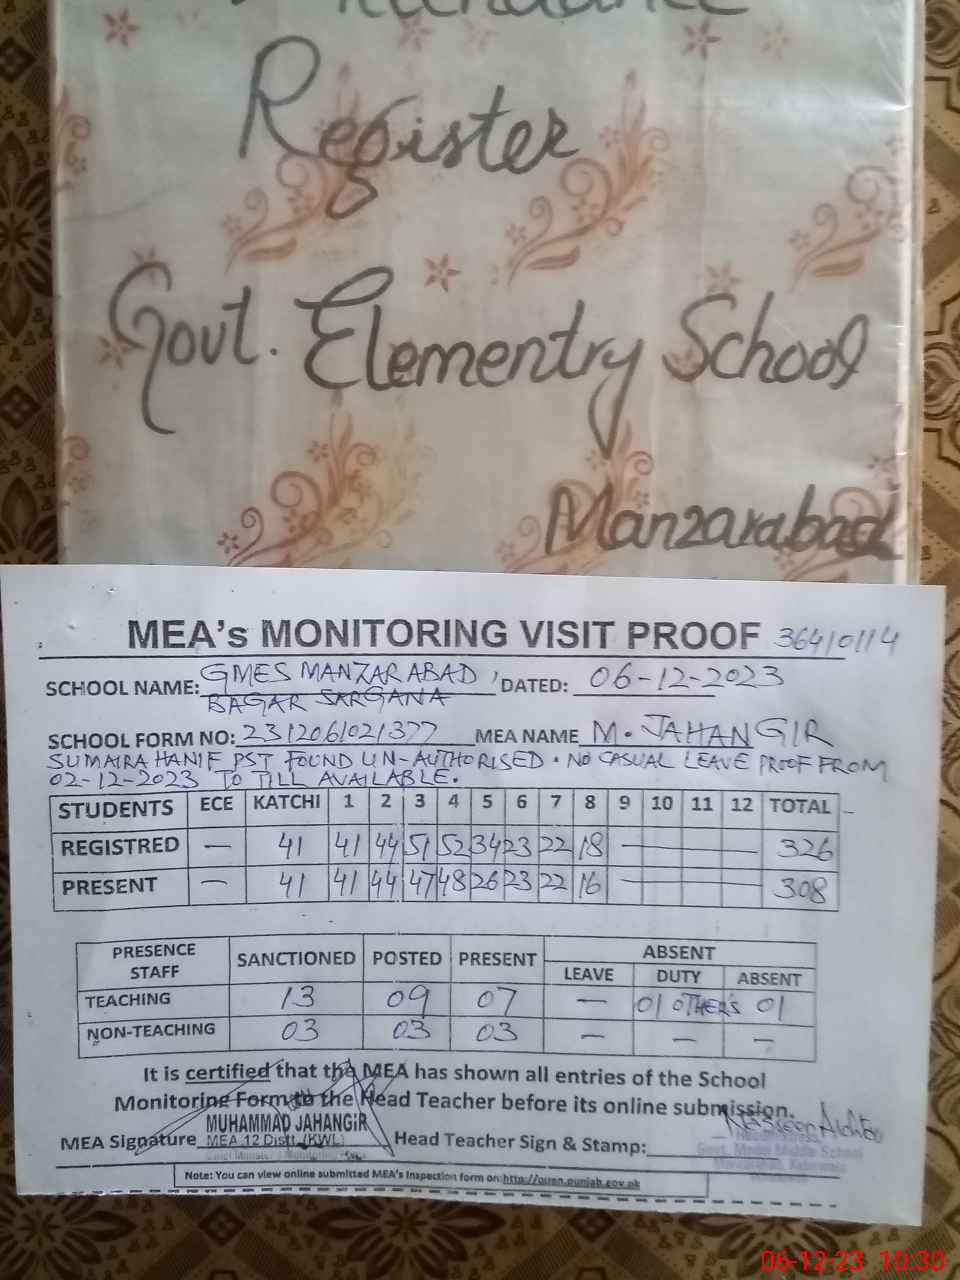 Attendance
Register
Govt. Elementry School
Manzarabad
MEA's MONITORING VISIT PROOF 36410114
SCHOOL NAME: GMES MANZARABAD, DATED: 06-12-2023
BAGAR SARGANA
SCHOOL FORM NO: 2312061021377 MEA NAME M. JAHANGIR
SUMAIRA HANIF PST FOUND UN-AUTHORISED. NO CASUAL LEAVE PROOF FROM
02-12-2023 TO TILL AVAILABLE.
STUDENTS ECE KATCHI 1 2 3 4 5 6 7 8 9 10 11 12 TOTAL
REGISTRED — 41 41 44 51 52 34 23 22 18 — 326
PRESENT — 41 41 44 47 48 26 23 22 16 — 308
PRESENCE STAFF SANCTIONED POSTED PRESENT ABSENT
LEAVE DUTY ABSENT
TEACHING 13 09 07 — 01 OTHERS 01
NON-TEACHING 03 03 03 — — —
It is certified that the MEA has shown all entries of the School
Monitoring Form to the Head Teacher before its online submission.
MUHAMMAD JAHANGIR
MEA Signature MEA 12 Distt. (KWL) Head Teacher Sign & Stamp:
Govt. Model Middle School
Note: You can view online submitted MEA's Inspection form on: http://open.punjab.gov.pk
06-12-23 10:30